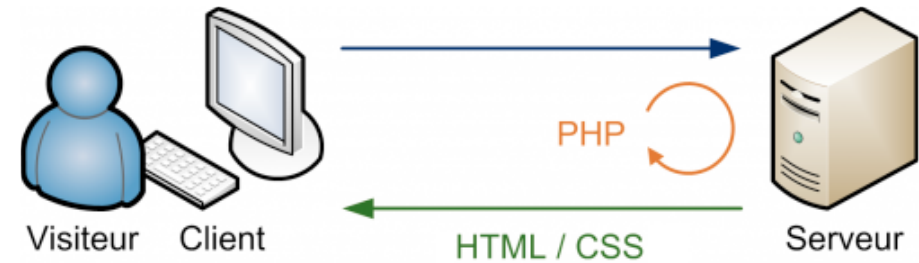 PHP
Visiteur
Client
HTML / CSS
Serveur